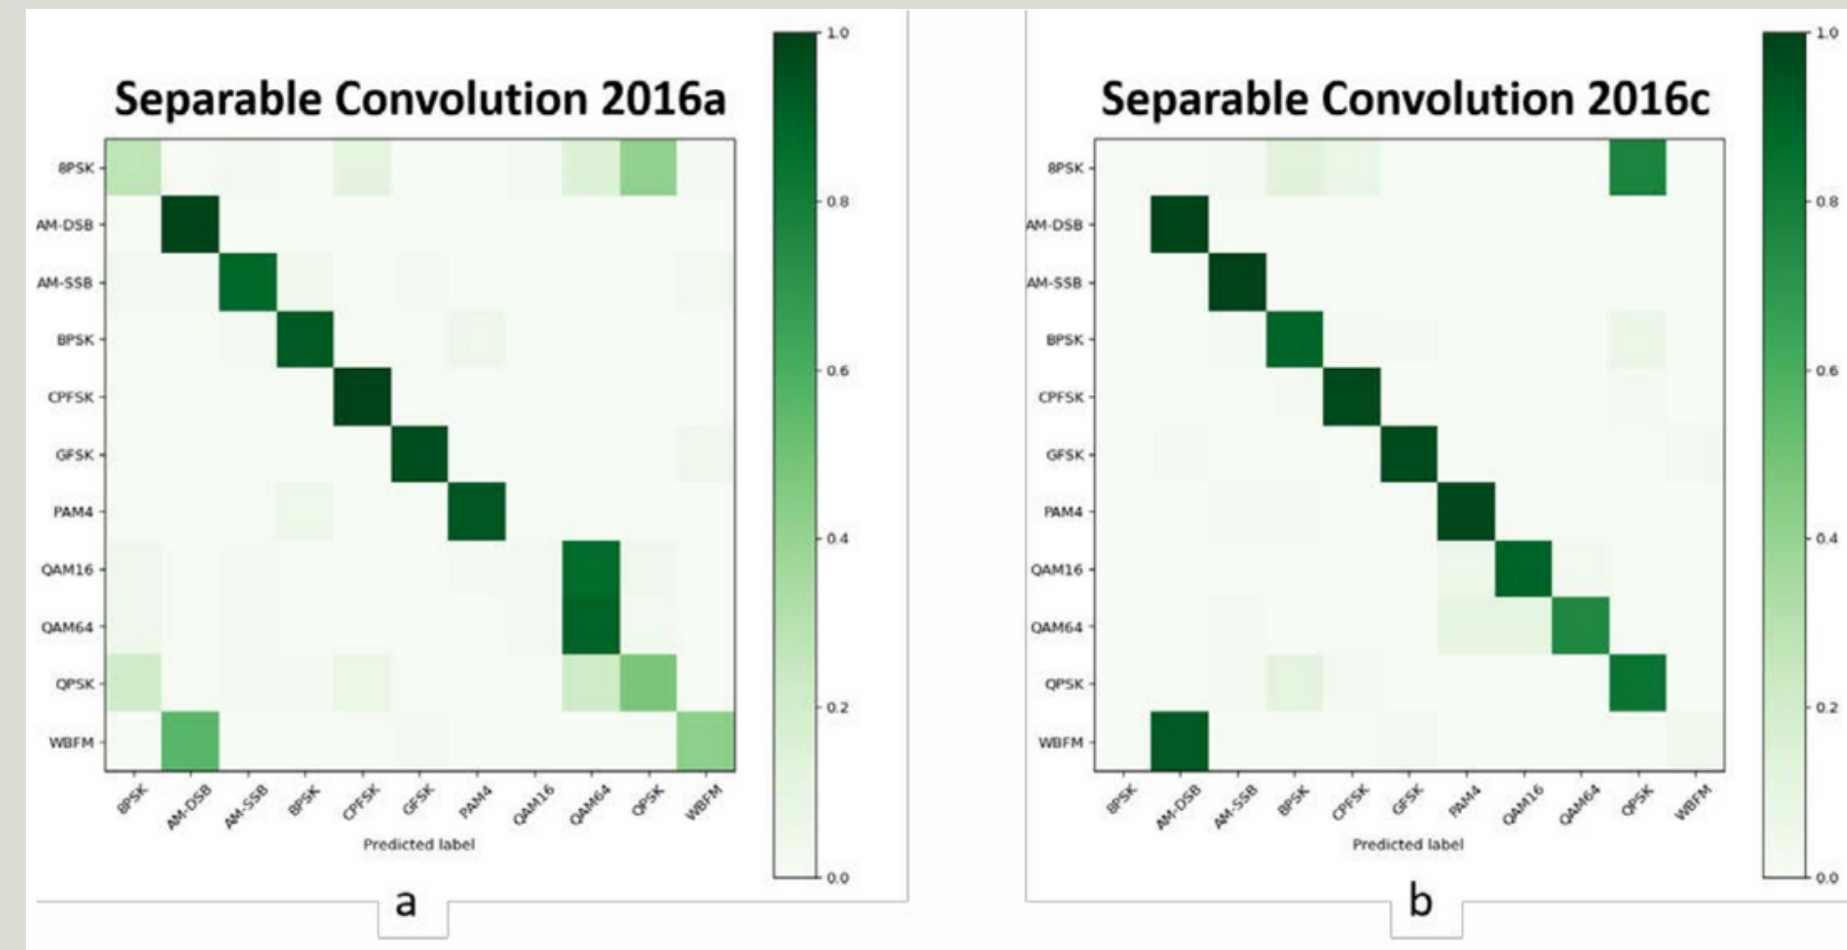 Separable Convolution 2016a
1.0
0.8
0.6
0.4
0.2
0.0
8PSK
AM-DSB
AM-SSB
BPSK
CPFSK
GFSK
PAM4
QAM16
QAM64
QPSK
WBFM
8PSK AM-DSB AM-SSB BPSK CPFSK GFSK PAM4 QAM16 QAM64 QPSK WBFM
Predicted label
a
Separable Convolution 2016c
1.0
0.8
0.6
0.4
0.2
0.0
8PSK
AM-DSB
AM-SSB
BPSK
CPFSK
GFSK
PAM4
QAM16
QAM64
QPSK
WBFM
8PSK AM-DSB AM-SSB BPSK CPFSK GFSK PAM4 QAM16 QAM64 QPSK WBFM
Predicted label
b